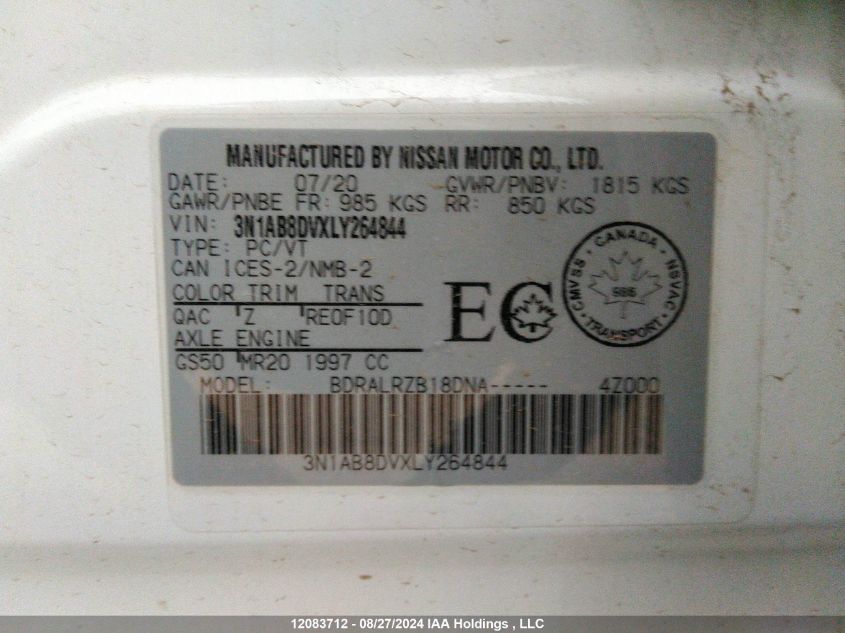 MANUFACTURED BY NISSAN MOTOR CO., LTD.
DATE: 07/20 GVWR/PNBV: 1815 KGS
GAWR/PNBE FR: 985 KGS RR: 850 KGS
VIN: 3N1AB8DVXLY264844
TYPE: PC/VT
CAN ICES-2/NMB-2
COLOR TRIM TRANS
QAC Z RE0F10D
AXLE ENGINE
GS50 MR20 1997 CC
EC
CANADA
CMVSS NSVAC
986
TRANSPORT
MODEL: BDRALRZB18DNA----- 4Z000
3N1AB8DVXLY264844
12083712 - 08/27/2024 IAA Holdings , LLC